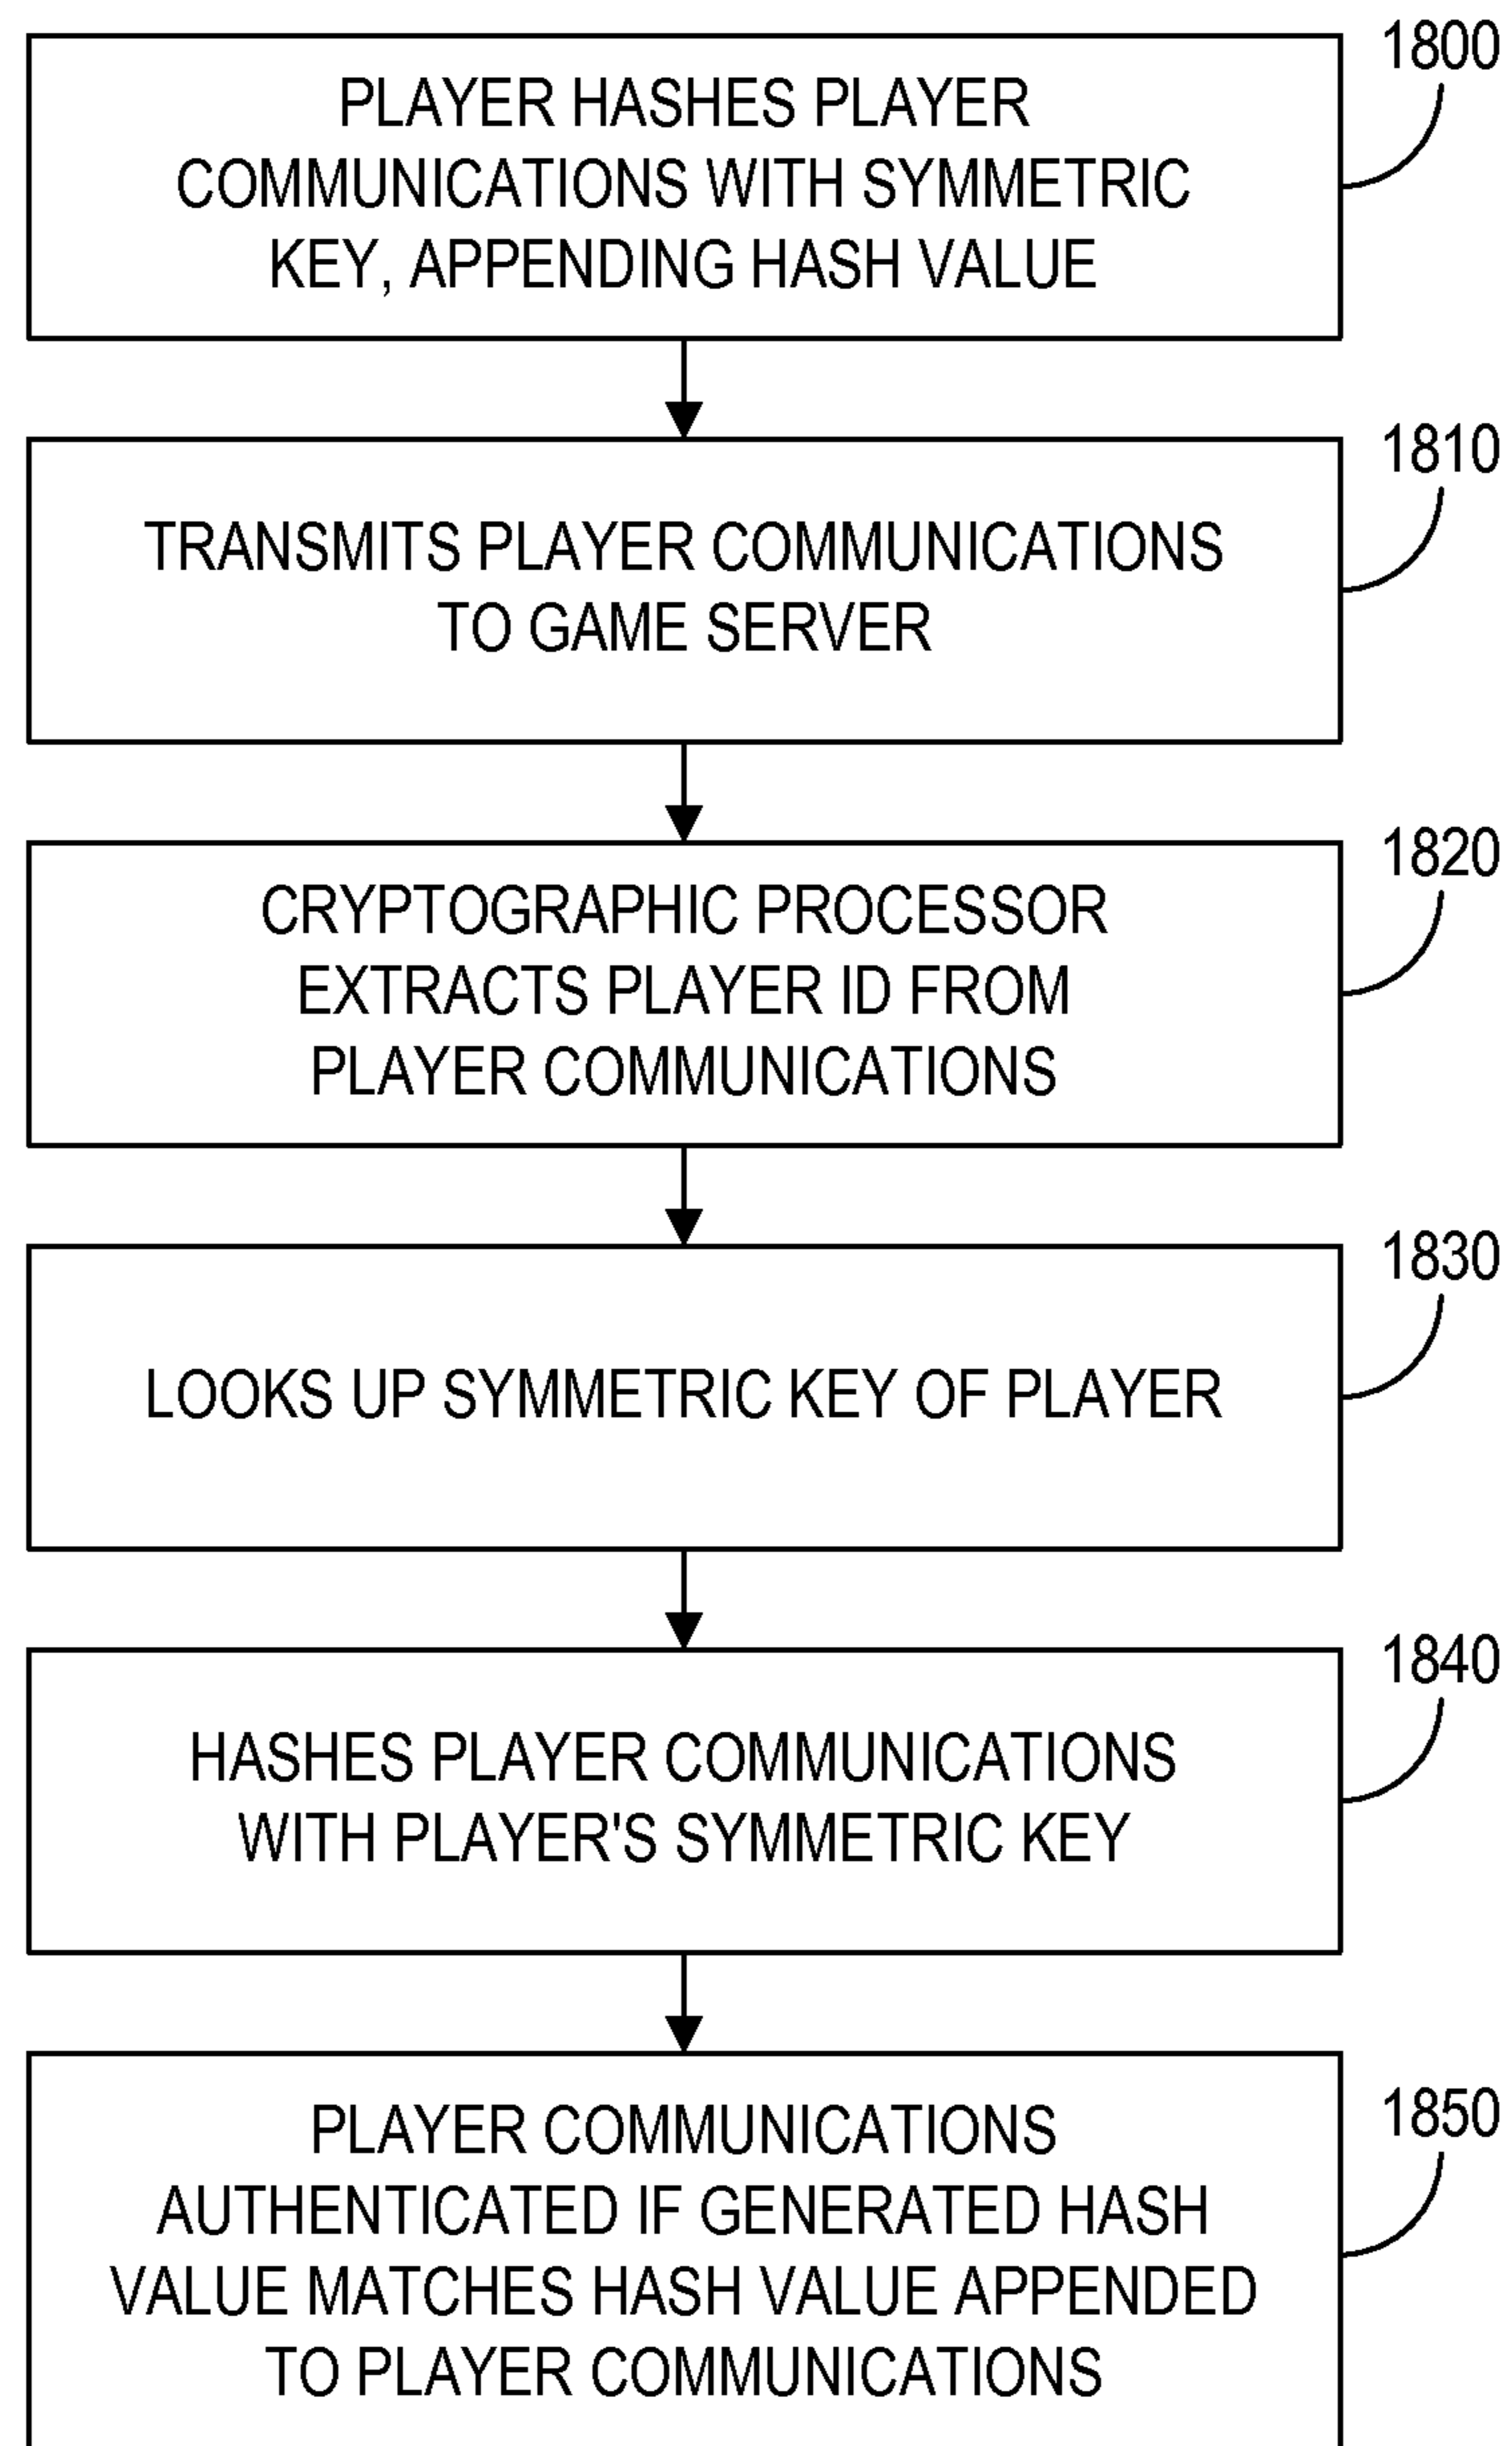 1800
PLAYER HASHES PLAYER
COMMUNICATIONS WITH SYMMETRIC
KEY, APPENDING HASH VALUE
1810
TRANSMITS PLAYER COMMUNICATIONS
TO GAME SERVER
1820
CRYPTOGRAPHIC PROCESSOR
EXTRACTS PLAYER ID FROM
PLAYER COMMUNICATIONS
1830
LOOKS UP SYMMETRIC KEY OF PLAYER
1840
HASHES PLAYER COMMUNICATIONS
WITH PLAYER'S SYMMETRIC KEY
1850
PLAYER COMMUNICATIONS
AUTHENTICATED IF GENERATED HASH
VALUE MATCHES HASH VALUE APPENDED
TO PLAYER COMMUNICATIONS